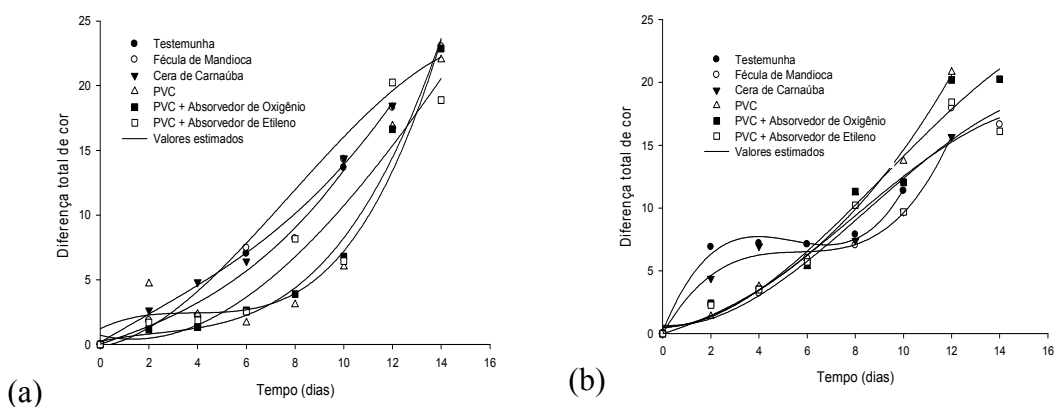 25
20
15
10
5
0
Diferença total de cor
Testemunha
Fécula de Mandioca
Cera de Carnaúba
PVC
PVC + Absorvedor de Oxigênio
PVC + Absorvedor de Etileno
Valores estimados
0 2 4 6 8 10 12 14 16
Tempo (dias)
(a)
25
20
15
10
5
0
Diferença total de cor
Testemunha
Fécula de Mandioca
Cera de Carnaúba
PVC
PVC + Absorvedor de Oxigênio
PVC + Absorvedor de Etileno
Valores estimados
0 2 4 6 8 10 12 14 16
Tempo (dias)
(b)